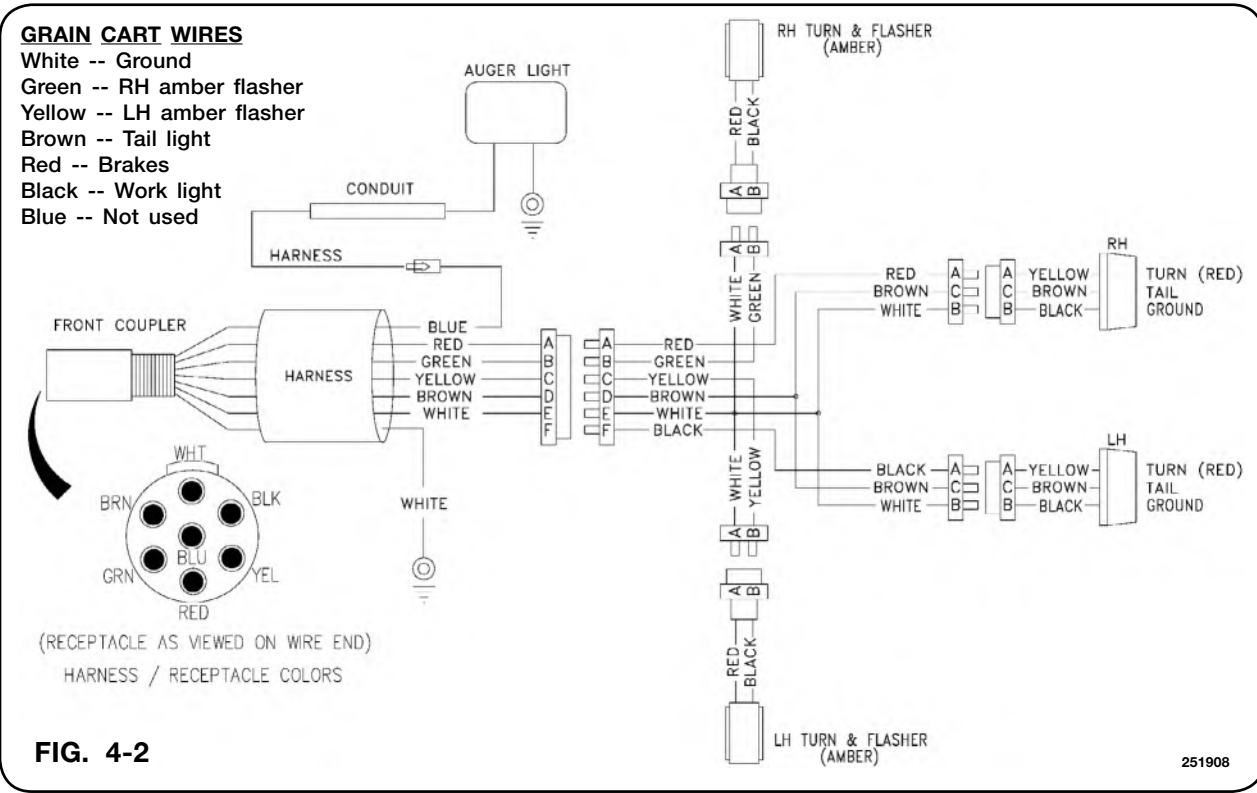 GRAIN CART WIRES
White -- Ground
Green -- RH amber flasher
Yellow -- LH amber flasher
Brown -- Tail light
Red -- Brakes
Black -- Work light
Blue -- Not used
AUGER LIGHT
CONDUIT
HARNESS
FRONT COUPLER
HARNESS
BLUE
RED
GREEN
YELLOW
BROWN
WHITE
WHITE
A
B
C
D
E
F
A
B
C
D
E
F
RED
GREEN
YELLOW
BROWN
WHITE
BLACK
RH TURN & FLASHER
(AMBER)
RED
BLACK
A B
A B
WHITE
GREEN
WHITE
YELLOW
A B
A B
RED
BLACK
LH TURN & FLASHER
(AMBER)
RH
RED A A YELLOW TURN (RED)
BROWN C C BROWN TAIL
WHITE B B BLACK GROUND
LH
BLACK A A YELLOW TURN (RED)
BROWN C C BROWN TAIL
WHITE B B BLACK GROUND
WHT
BRN
BLK
BLU
GRN
YEL
RED
(RECEPTACLE AS VIEWED ON WIRE END)
HARNESS / RECEPTACLE COLORS
FIG. 4-2
251908